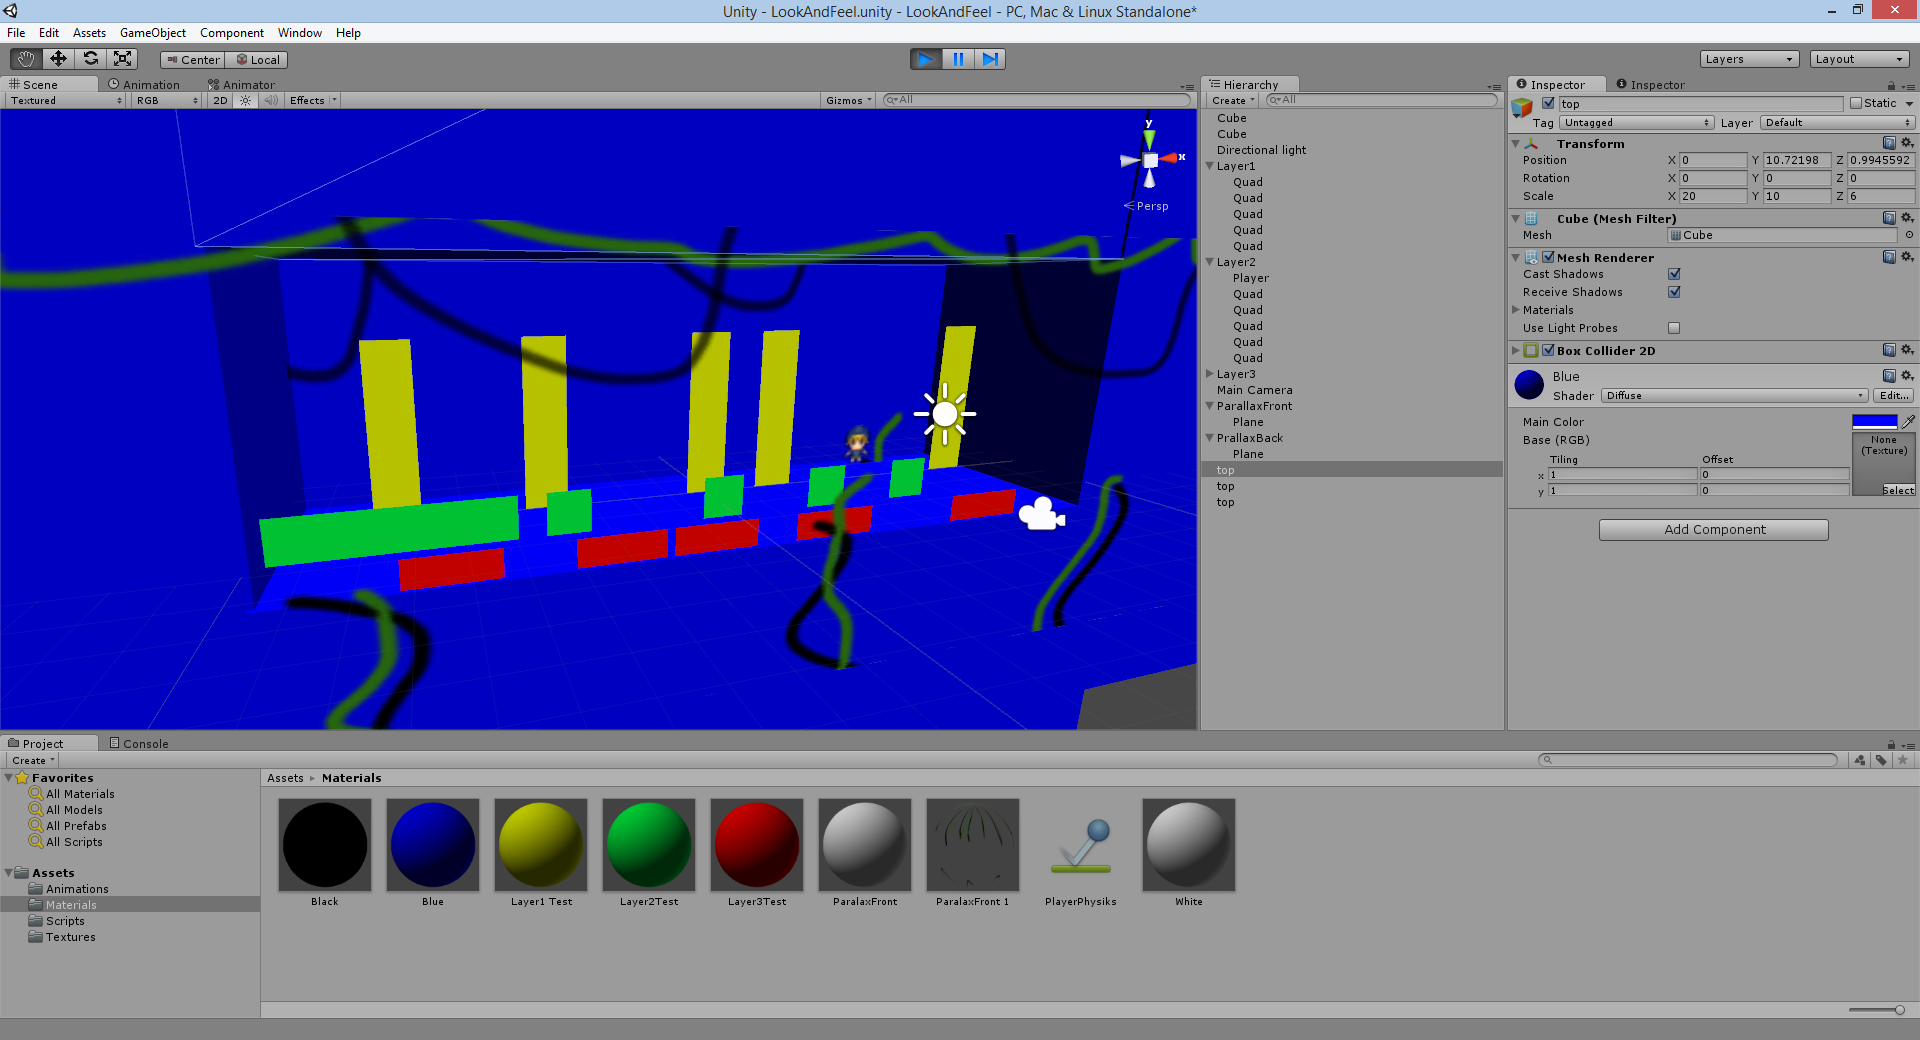 Unity - LookAndFeel.unity - LookAndFeel - PC, Mac & Linux Standalone*
File Edit Assets GameObject Component Window Help
Center Local Layers Layout
Scene Animation Animator
Textured RGB 2D Effects Gizmos All
y
x
Persp
Hierarchy
Create All
Cube
Cube
Directional light
Layer1
Quad
Quad
Quad
Quad
Quad
Layer2
Player
Quad
Quad
Quad
Quad
Quad
Layer3
Main Camera
ParallaxFront
Plane
PrallaxBack
Plane
top
top
top
Inspector Inspector
top Static
Tag Untagged Layer Default
Transform
Position X 0 Y 10.72198 Z 0.9945592
Rotation X 0 Y 0 Z 0
Scale X 20 Y 10 Z 6
Cube (Mesh Filter)
Mesh Cube
Mesh Renderer
Cast Shadows
Receive Shadows
Materials
Use Light Probes
Box Collider 2D
Blue
Shader Diffuse Edit...
Main Color
Base (RGB) None (Texture)
Tiling Offset
x 1 0
y 1 0 Select
Add Component
Project Console
Create
Favorites
All Materials
All Models
All Prefabs
All Scripts
Assets
Animations
Materials
Scripts
Textures
Assets Materials
Black Blue Layer1 Test Layer2Test Layer3Test ParalaxFront ParalaxFront 1 PlayerPhysiks White